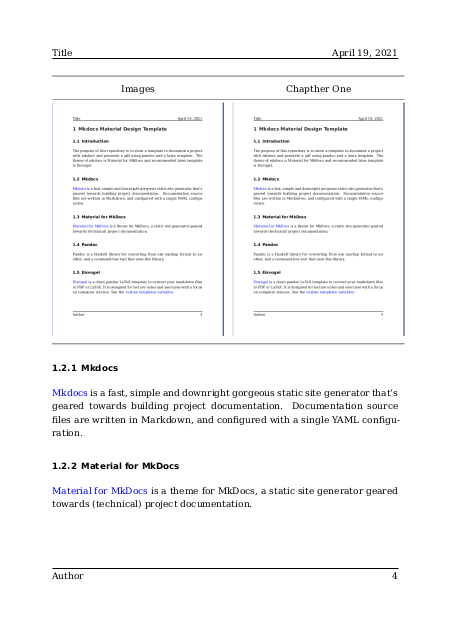 Title April 19, 2021
Images Chapther One
Title April 19, 2021
1 Mkdocs Material Design Template
1.1 Introduction
The purpose of this repository is to show a template to document a project
with mkdocs and generate a pdf using pandoc and a latex template. The
theme of mkdocs is Material for MkDocs and recommended latex template
is Eisvogel.
1.2 Mkdocs
Mkdocs is a fast, simple and downright gorgeous static site generator that's
geared towards building project documentation. Documentation source
files are written in Markdown, and configured with a single YAML configu-
ration.
1.3 Material for MkDocs
Material for MkDocs is a theme for MkDocs, a static site generator geared
towards (technical) project documentation.
1.4 Pandoc
Pandoc is a Haskell library for converting from one markup format to an-
other, and a command-line tool that uses this library.
1.5 Eisvogel
Eisvogel is a clean pandoc LaTeX template to convert your markdown files
to PDF or LaTeX. It is designed for lecture notes and exercises with a focus
on computer science. See the custom templates variables.
Author 3
Title April 19, 2021
1 Mkdocs Material Design Template
1.1 Introduction
The purpose of this repository is to show a template to document a project
with mkdocs and generate a pdf using pandoc and a latex template. The
theme of mkdocs is Material for MkDocs and recommended latex template
is Eisvogel.
1.2 Mkdocs
Mkdocs is a fast, simple and downright gorgeous static site generator that's
geared towards building project documentation. Documentation source
files are written in Markdown, and configured with a single YAML configu-
ration.
1.3 Material for MkDocs
Material for MkDocs is a theme for MkDocs, a static site generator geared
towards (technical) project documentation.
1.4 Pandoc
Pandoc is a Haskell library for converting from one markup format to an-
other, and a command-line tool that uses this library.
1.5 Eisvogel
Eisvogel is a clean pandoc LaTeX template to convert your markdown files
to PDF or LaTeX. It is designed for lecture notes and exercises with a focus
on computer science. See the custom templates variables.
Author 3
1.2.1 Mkdocs
Mkdocs is a fast, simple and downright gorgeous static site generator that's
geared towards building project documentation. Documentation source
files are written in Markdown, and configured with a single YAML configu-
ration.
1.2.2 Material for MkDocs
Material for MkDocs is a theme for MkDocs, a static site generator geared
towards (technical) project documentation.
Author 4